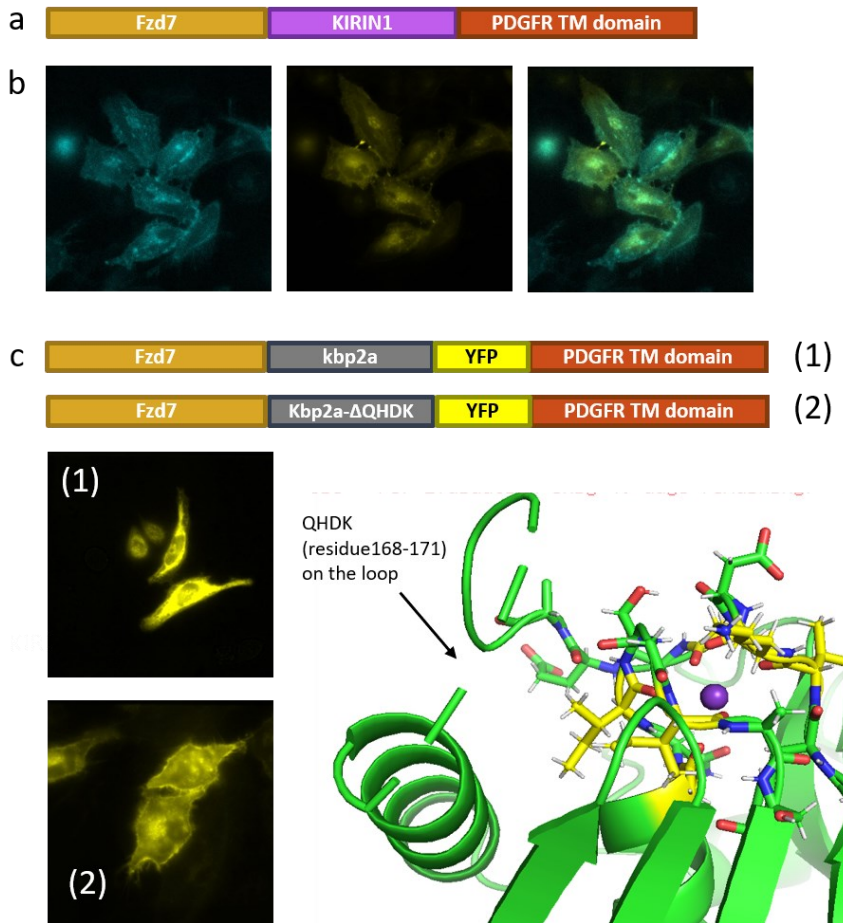 a
Fzd7 KIRIN1 PDGFR TM domain
b
c
Fzd7 kbp2a YFP PDGFR TM domain (1)
Fzd7 Kbp2a-ΔQHDK YFP PDGFR TM domain (2)
(1)
QHDK
(residue168-171)
on the loop
(2)